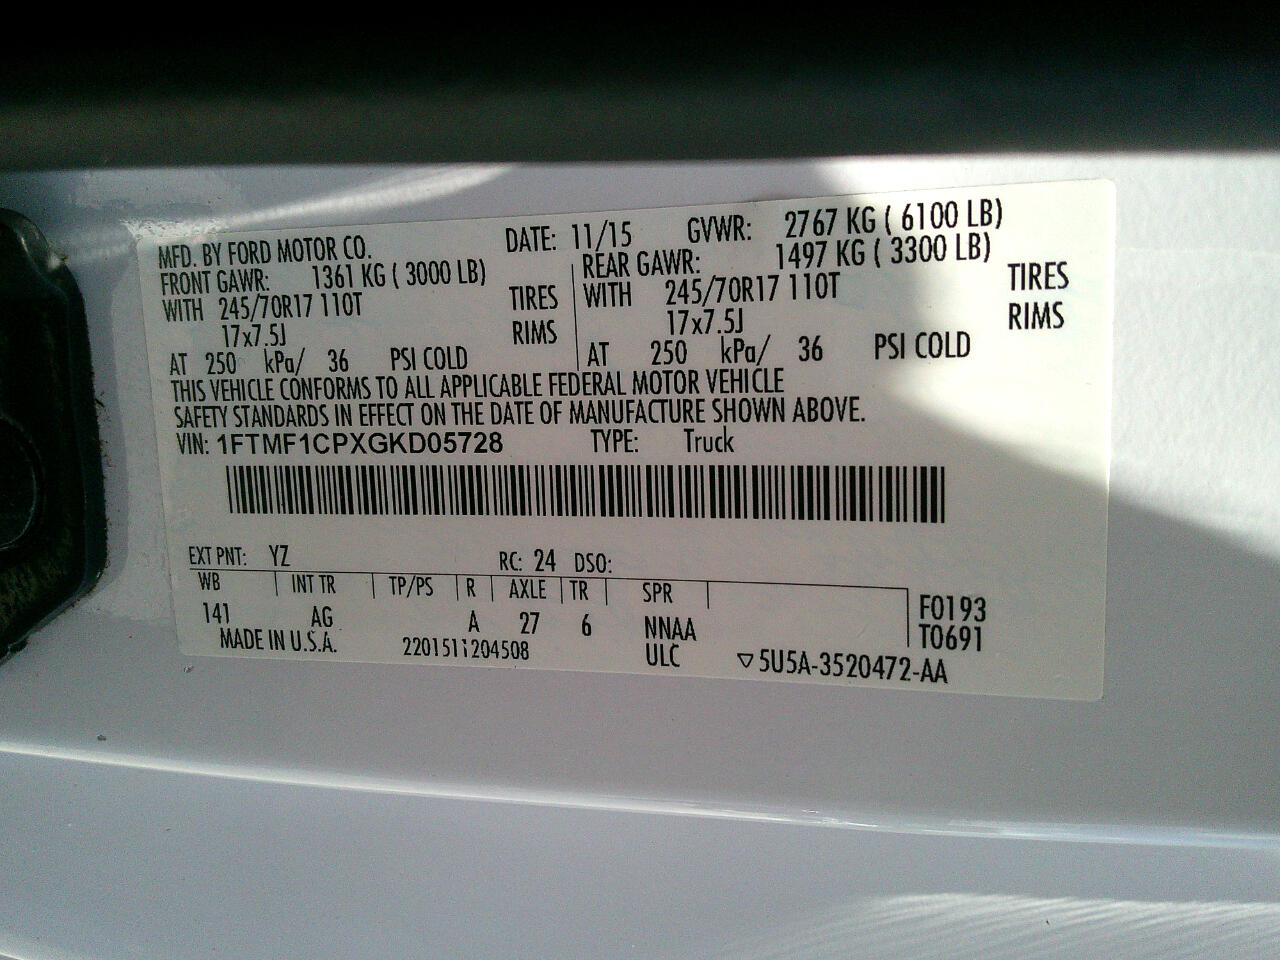 MFD. BY FORD MOTOR CO. DATE: 11/15 GVWR: 2767 KG ( 6100 LB)
FRONT GAWR: 1361 KG ( 3000 LB) REAR GAWR: 1497 KG ( 3300 LB)
WITH 245/70R17 110T TIRES WITH 245/70R17 110T TIRES
17x7.5J RIMS 17x7.5J RIMS
AT 250 kPa/ 36 PSI COLD AT 250 kPa/ 36 PSI COLD
THIS VEHICLE CONFORMS TO ALL APPLICABLE FEDERAL MOTOR VEHICLE
SAFETY STANDARDS IN EFFECT ON THE DATE OF MANUFACTURE SHOWN ABOVE.
VIN: 1FTMF1CPXGKD05728 TYPE: Truck
EXT PNT: YZ RC: 24 DSO:
WB INT TR TP/PS R AXLE TR SPR
141 AG A 27 6 NNAA F0193
MADE IN U.S.A. 2201511204508 ULC T0691
▽5U5A-3520472-AA